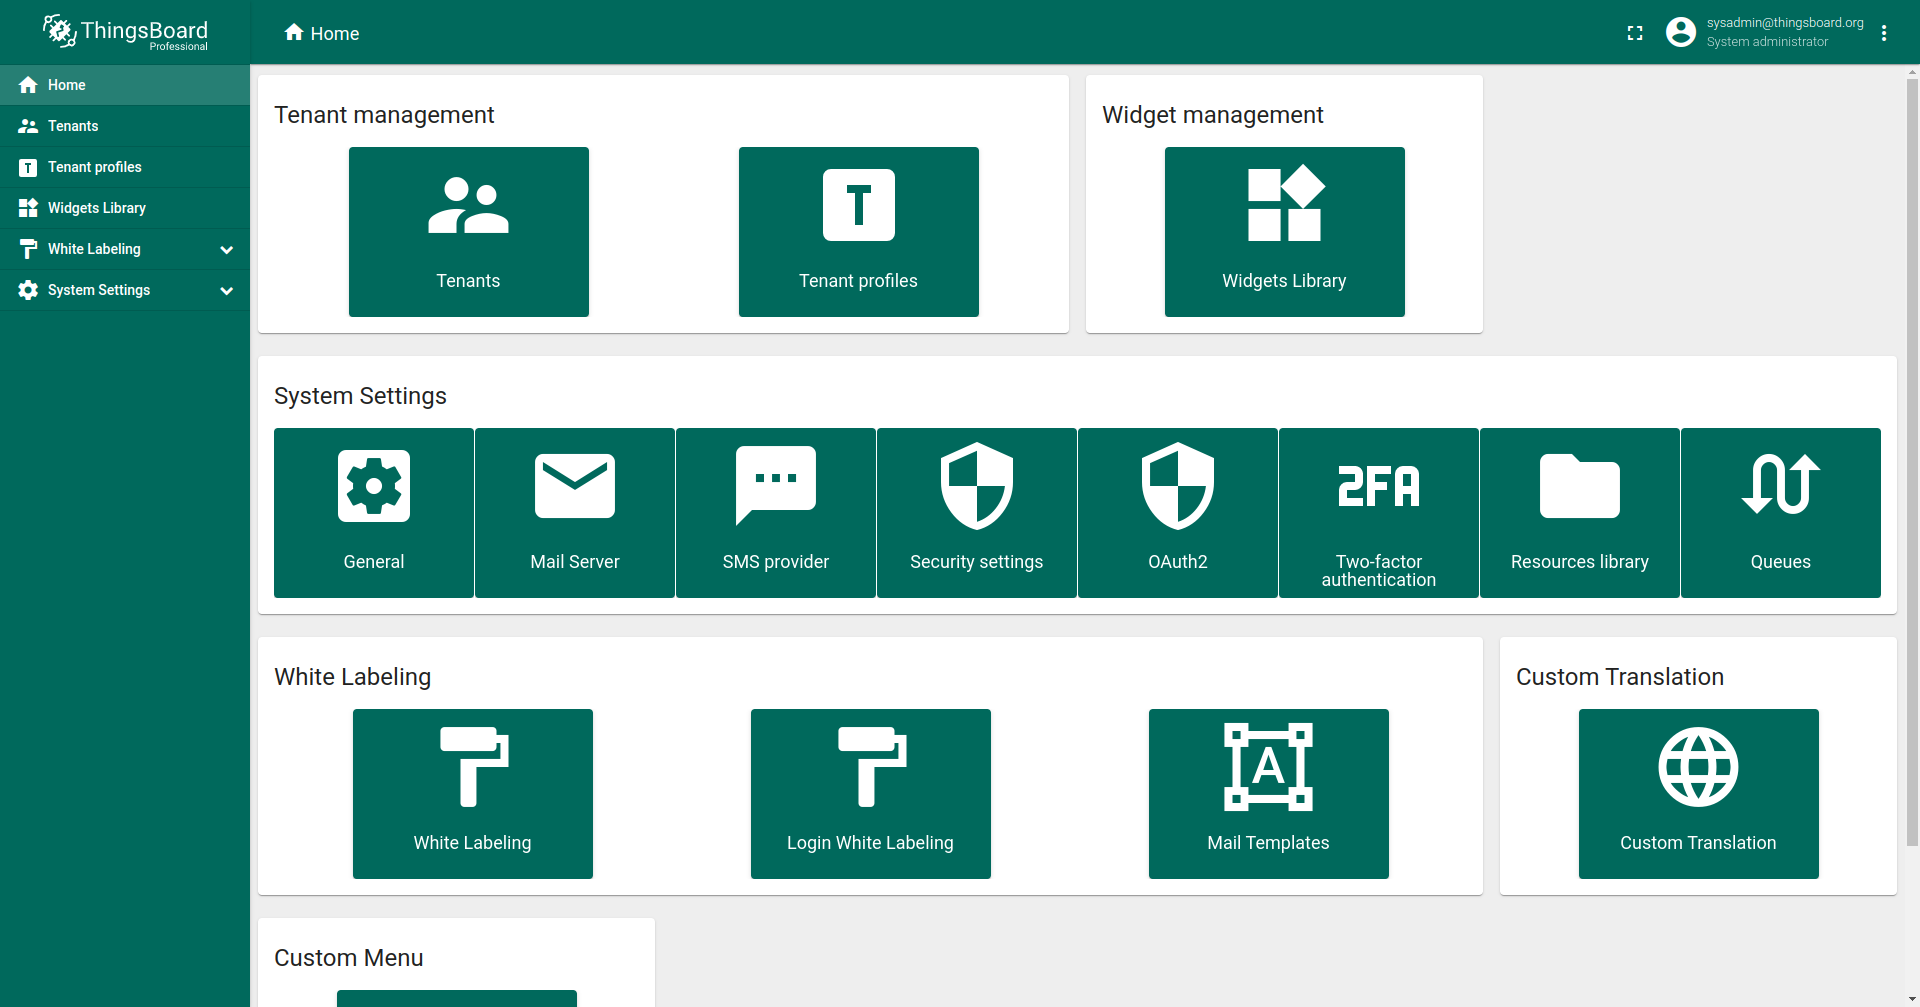 ThingsBoard
Professional
Home
sysadmin@thingsboard.org
System administrator
Home
Tenants
T Tenant profiles
Widgets Library
White Labeling
System Settings
Tenant management
Tenants
T
Tenant profiles
Widget management
Widgets Library
System Settings
General
Mail Server
SMS provider
Security settings
OAuth2
2FA
Two-factor
authentication
Resources library
Queues
White Labeling
White Labeling
Login White Labeling
A
Mail Templates
Custom Translation
Custom Translation
Custom Menu